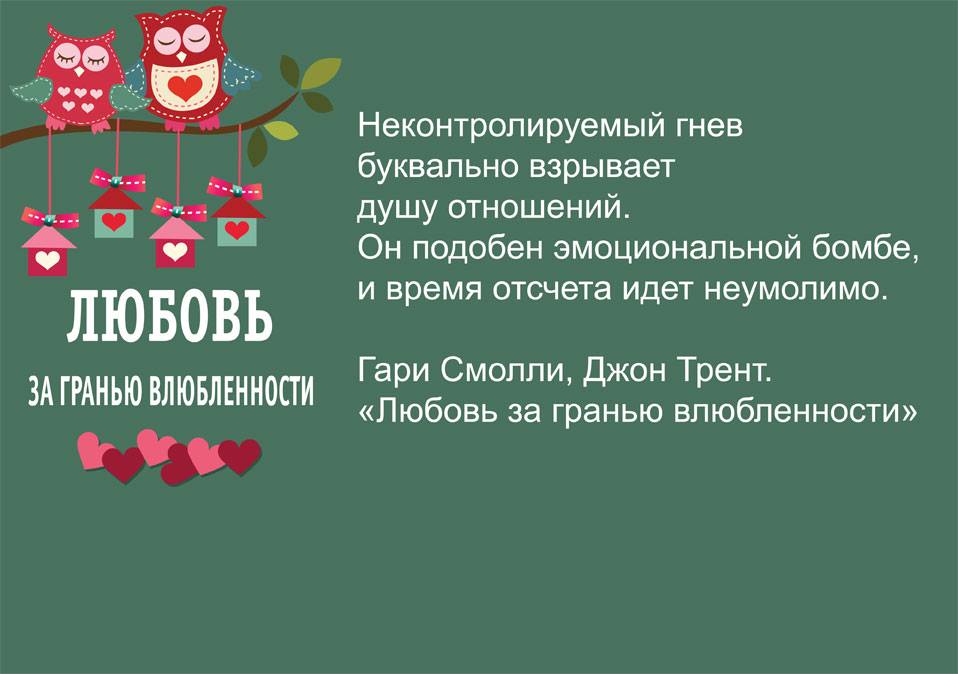 ЛЮБОВЬ
ЗА ГРАНЬЮ ВЛЮБЛЕННОСТИ
Неконтролируемый гнев
буквально взрывает
душу отношений.
Он подобен эмоциональной бомбе,
и время отсчета идет неумолимо.
Гари Смолли, Джон Трент.
«Любовь за гранью влюбленности»